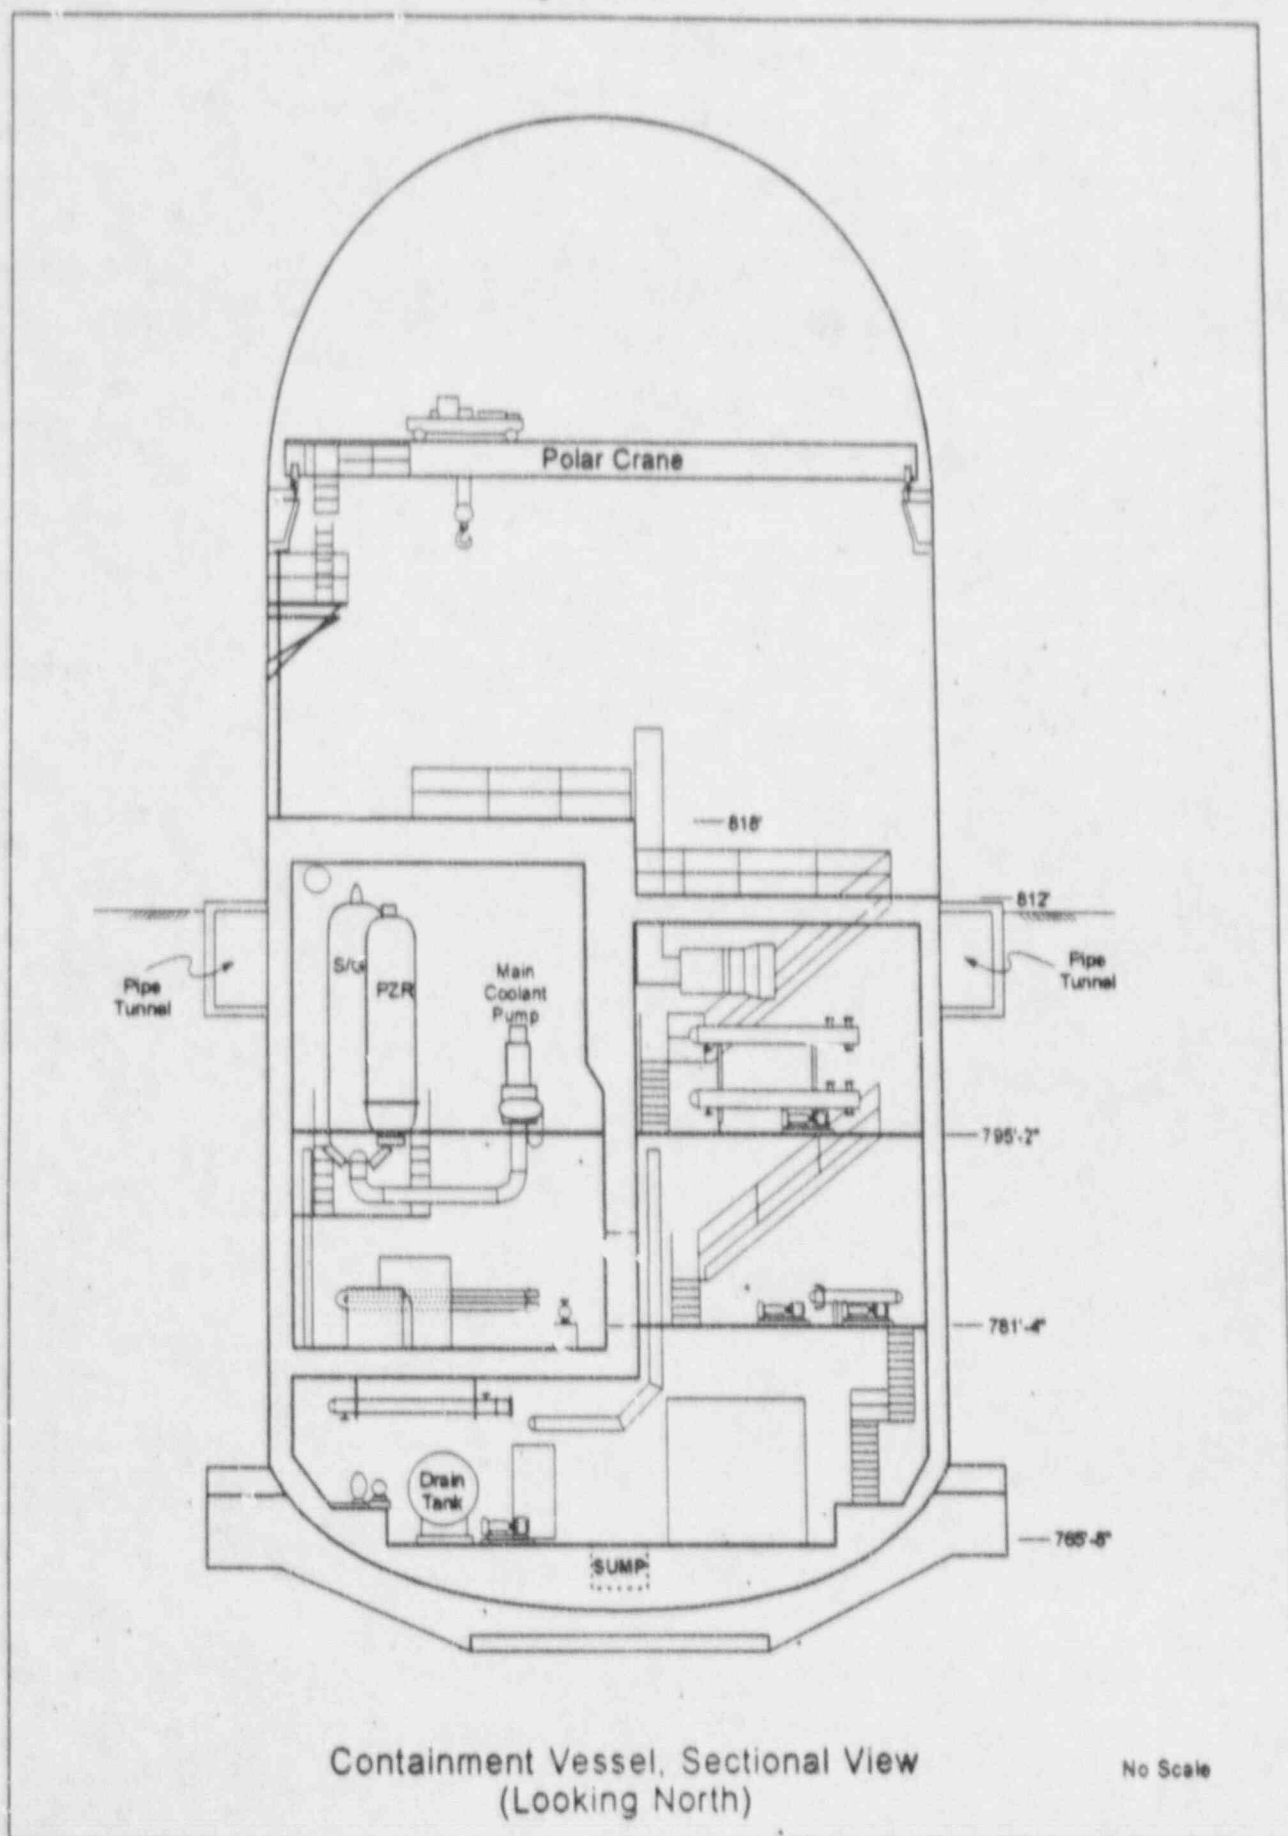 Polar Crane
818'
812'
Pipe
Tunnel
S/G
PZR
Main
Coolant
Pump
Pipe
Tunnel
795'-2"
781'-4"
Drain
Tank
SUMP
Containment Vessel, Sectional View
(Looking North)
No Scale